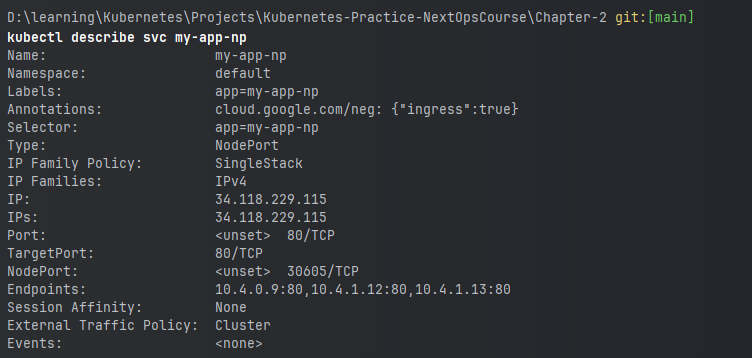 D:\learning\Kubernetes\Projects\Kubernetes-Practice-NextOpsCourse\Chapter-2 git:[main]
kubectl describe svc my-app-np
Name:                     my-app-np
Namespace:                default
Labels:                   app=my-app-np
Annotations:              cloud.google.com/neg: {"ingress":true}
Selector:                 app=my-app-np
Type:                     NodePort
IP Family Policy:         SingleStack
IP Families:              IPv4
IP:                       34.118.229.115
IPs:                      34.118.229.115
Port:                     <unset>  80/TCP
TargetPort:               80/TCP
NodePort:                 <unset>  30605/TCP
Endpoints:                10.4.0.9:80,10.4.1.12:80,10.4.1.13:80
Session Affinity:         None
External Traffic Policy:  Cluster
Events:                   <none>